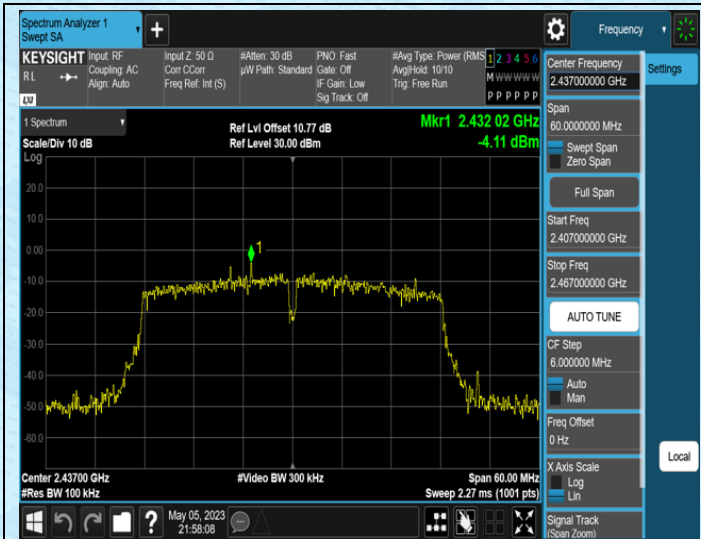 Spectrum Analyzer 1
Swept SA
+
Frequency
KEYSIGHT
Input: RF
Input Z: 50 Ω
#Atten: 30 dB
PNO: Fast
#Avg Type: Power (RMS
1 2 3 4 5 6
R L
Coupling: AC
Corr CCorr
µW Path: Standard
Gate: Off
Avg|Hold: 10/10
M W W W W W
Align: Auto
Freq Ref: Int (S)
IF Gain: Low
Trig: Free Run
Sig Track: Off
P P P P P P
LXI
Center Frequency
2.437000000 GHz
Settings
1 Spectrum
Ref Lvl Offset 10.77 dB
Mkr1 2.432 02 GHz
Scale/Div 10 dB
Ref Level 30.00 dBm
-4.11 dBm
Log
20.0
10.0
0.00
-10.0
-20.0
-30.0
-40.0
-50.0
-60.0
1
Span
60.0000000 MHz
Swept Span
Zero Span
Full Span
Start Freq
2.407000000 GHz
Stop Freq
2.467000000 GHz
AUTO TUNE
CF Step
6.000000 MHz
Auto
Man
Freq Offset
0 Hz
X Axis Scale
Log
Lin
Signal Track
(Span Zoom)
Local
Center 2.43700 GHz
#Video BW 300 kHz
Span 60.00 MHz
#Res BW 100 kHz
Sweep 2.27 ms (1001 pts)
?
May 05, 2023
21:58:08